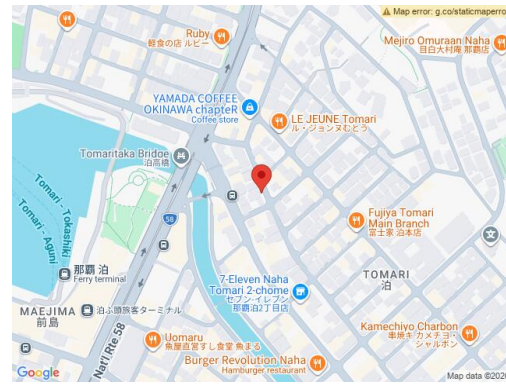 Map error: g.co/staticmaperro
Ruby
軽食の店 ルビー
Mejiro Omuraan Naha
目白大村庵 那覇店
YAMADA COFFEE
OKINAWA chapteR
Coffee store
LE JEUNE Tomari
ル・ジョンヌむとう
Tomaritaka Bridge
泊高橋
Tomari - Tokashiki
Tomari - Aguni
58
Fujiya Tomari
Main Branch
富士家 泊本店
那覇 泊
Ferry terminal
7-Eleven Naha
Tomari 2-chome
セブン-イレブン
那覇泊2丁目店
TOMARI
泊
MAEJIMA
前島
泊ふ頭旅客ターミナル
Nat'l Rte.58
Uomaru
魚屋直営すし食堂 魚まる
Kamechiyo Charbon
串焼き カメチヨ・
シャルボン
Burger Revolution Naha
Hamburger restaurant
Google
Map data ©2026